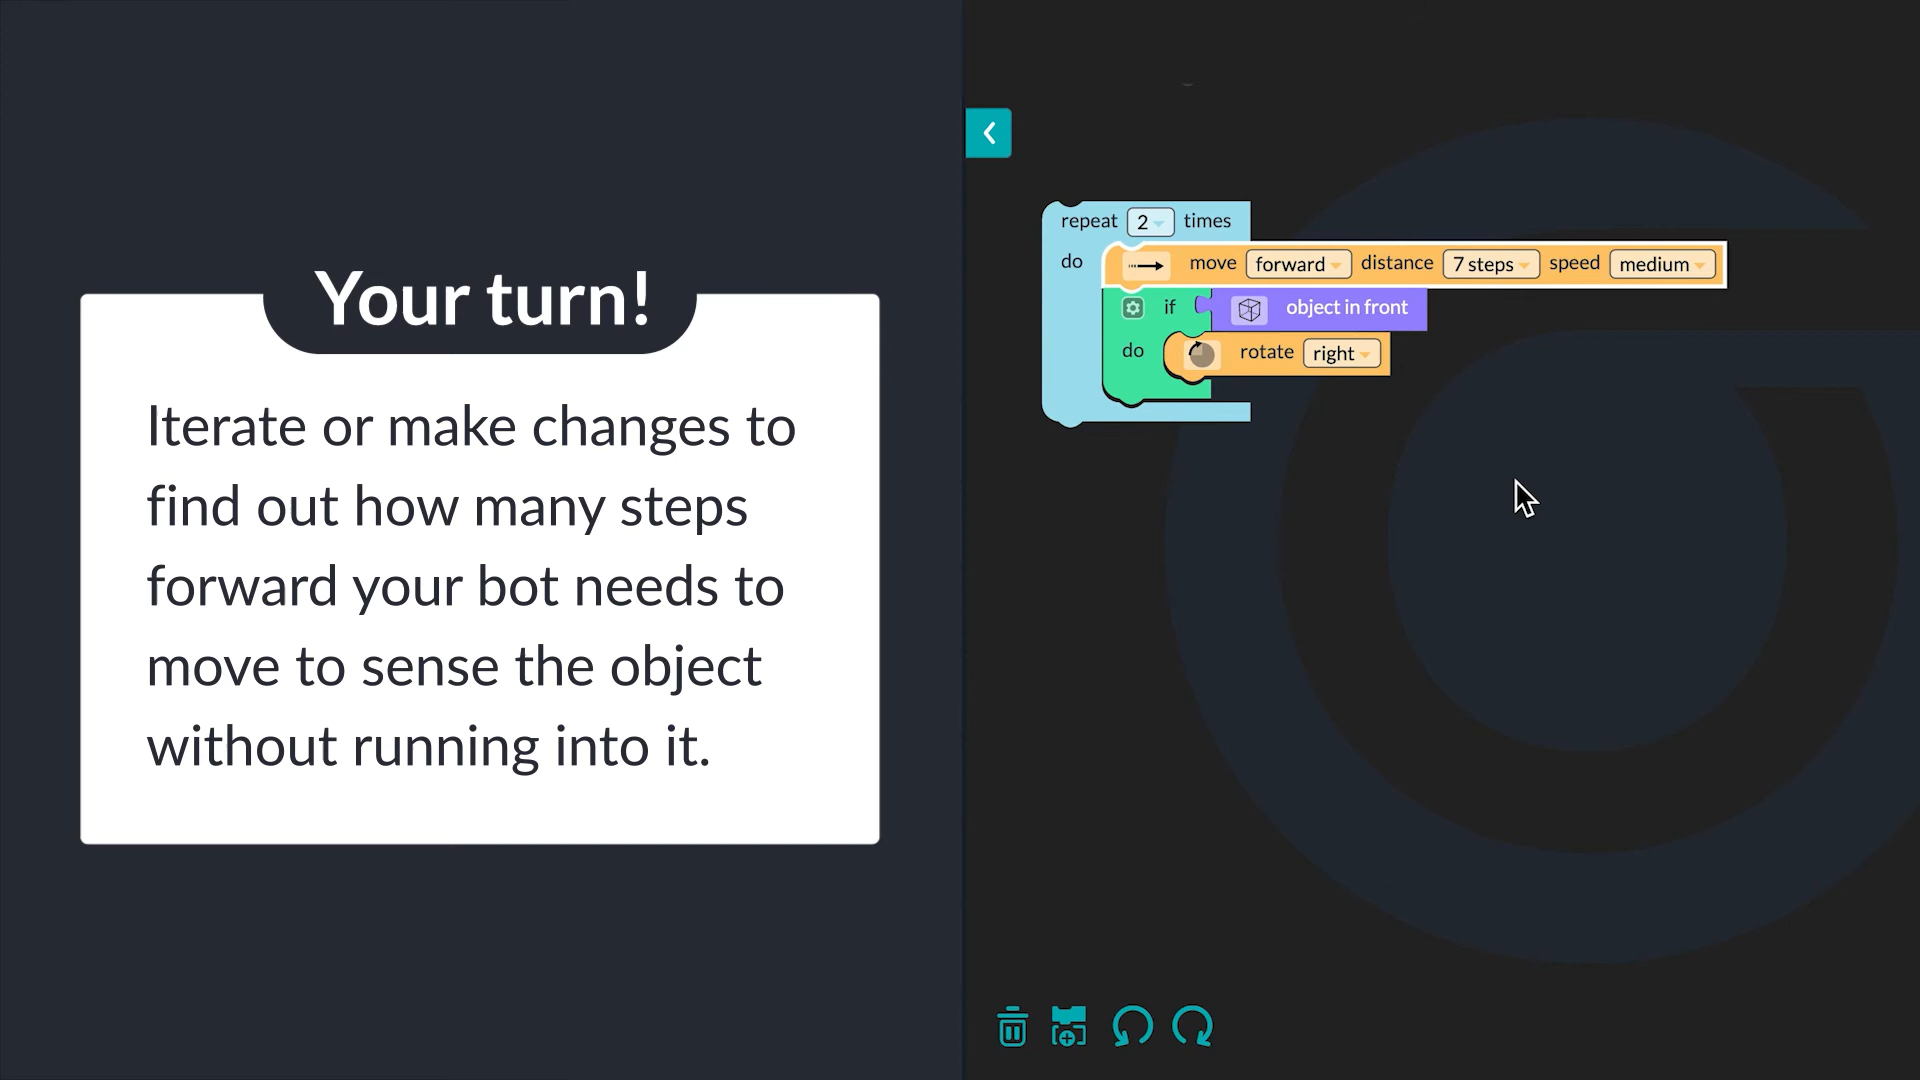 Your turn!
Iterate or make changes to
find out how many steps
forward your bot needs to
move to sense the object
without running into it.
repeat 2 times
do move forward distance 7 steps speed medium
if object in front
do rotate right